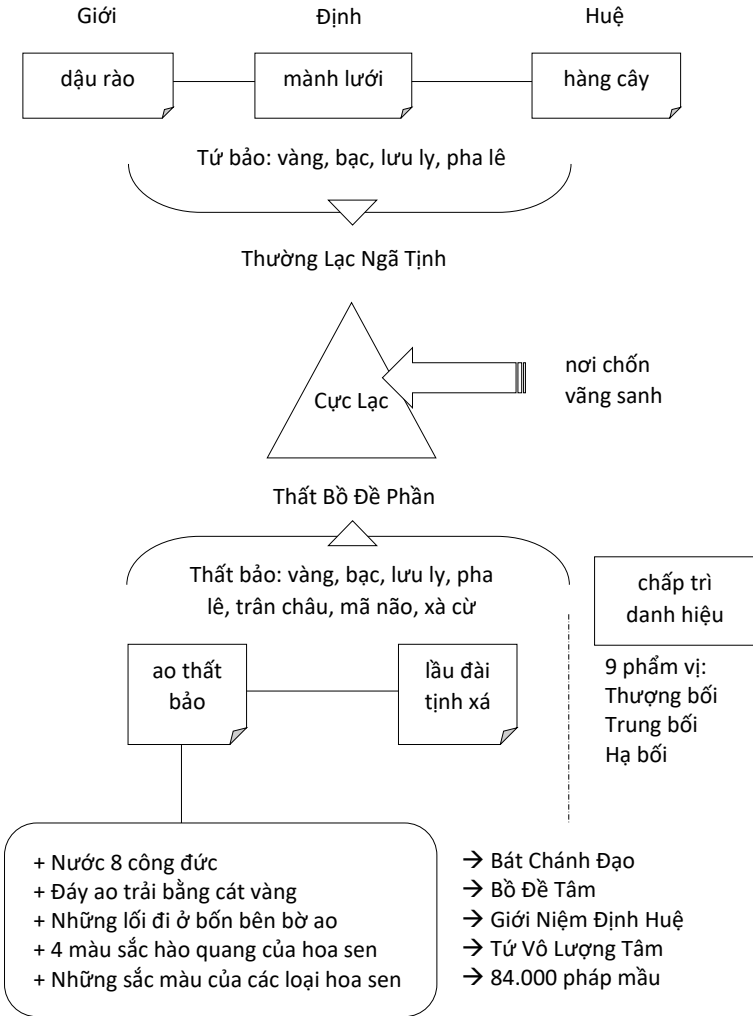 Giới Định Huệ
dậu rào mành lưới hàng cây
Tứ bảo: vàng, bạc, lưu ly, pha lê
Thường Lạc Ngã Tịnh
Cực Lạc
nơi chốn
vãng sanh
Thất Bồ Đề Phần
Thất bảo: vàng, bạc, lưu ly, pha
lê, trân châu, mã não, xà cừ
chấp trì
danh hiệu
9 phẩm vị:
Thượng bối
Trung bối
Hạ bối
ao thất
bảo
lầu đài
tịnh xá
+ Nước 8 công đức
+ Đáy ao trải bằng cát vàng
+ Những lối đi ở bốn bên bờ ao
+ 4 màu sắc hào quang của hoa sen
+ Những sắc màu của các loại hoa sen
→ Bát Chánh Đạo
→ Bồ Đề Tâm
→ Giới Niệm Định Huệ
→ Tứ Vô Lượng Tâm
→ 84.000 pháp mầu